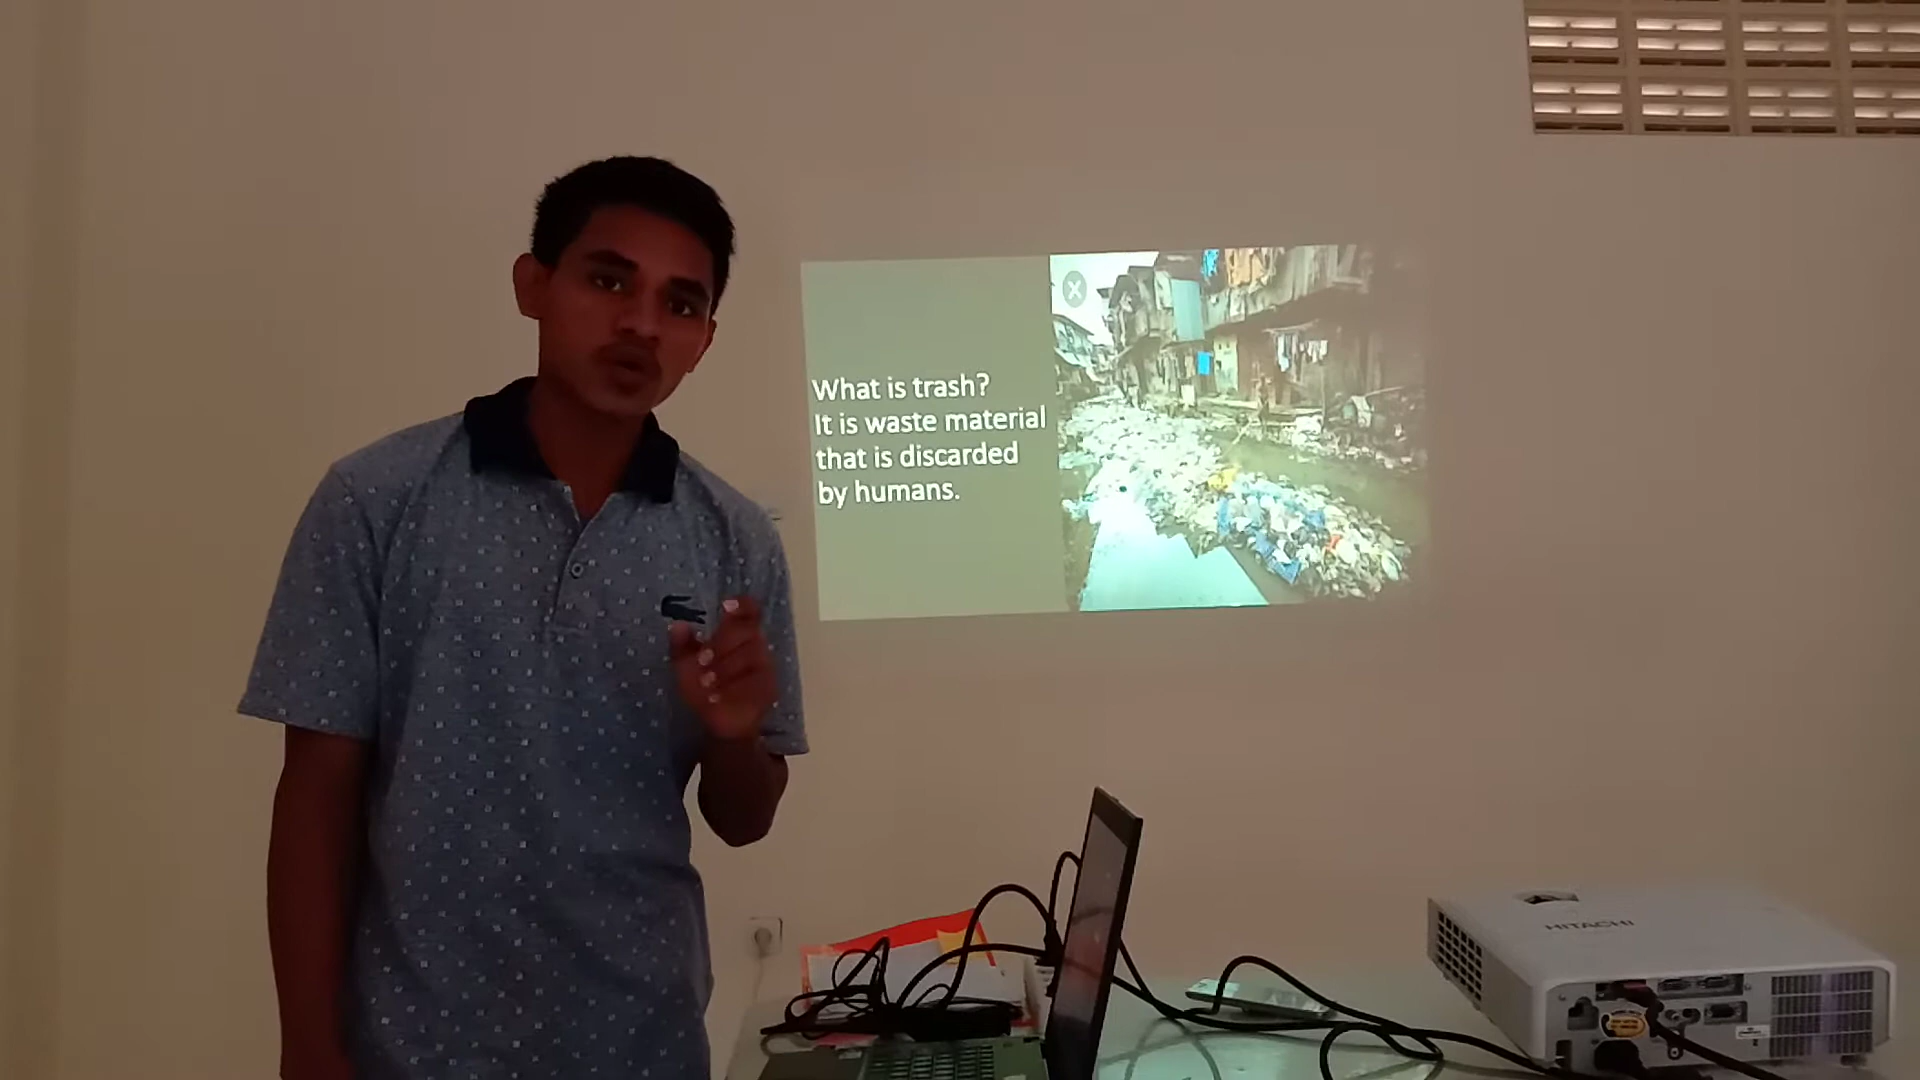 What is trash?
It is waste material
that is discarded
by humans.
HITACHI